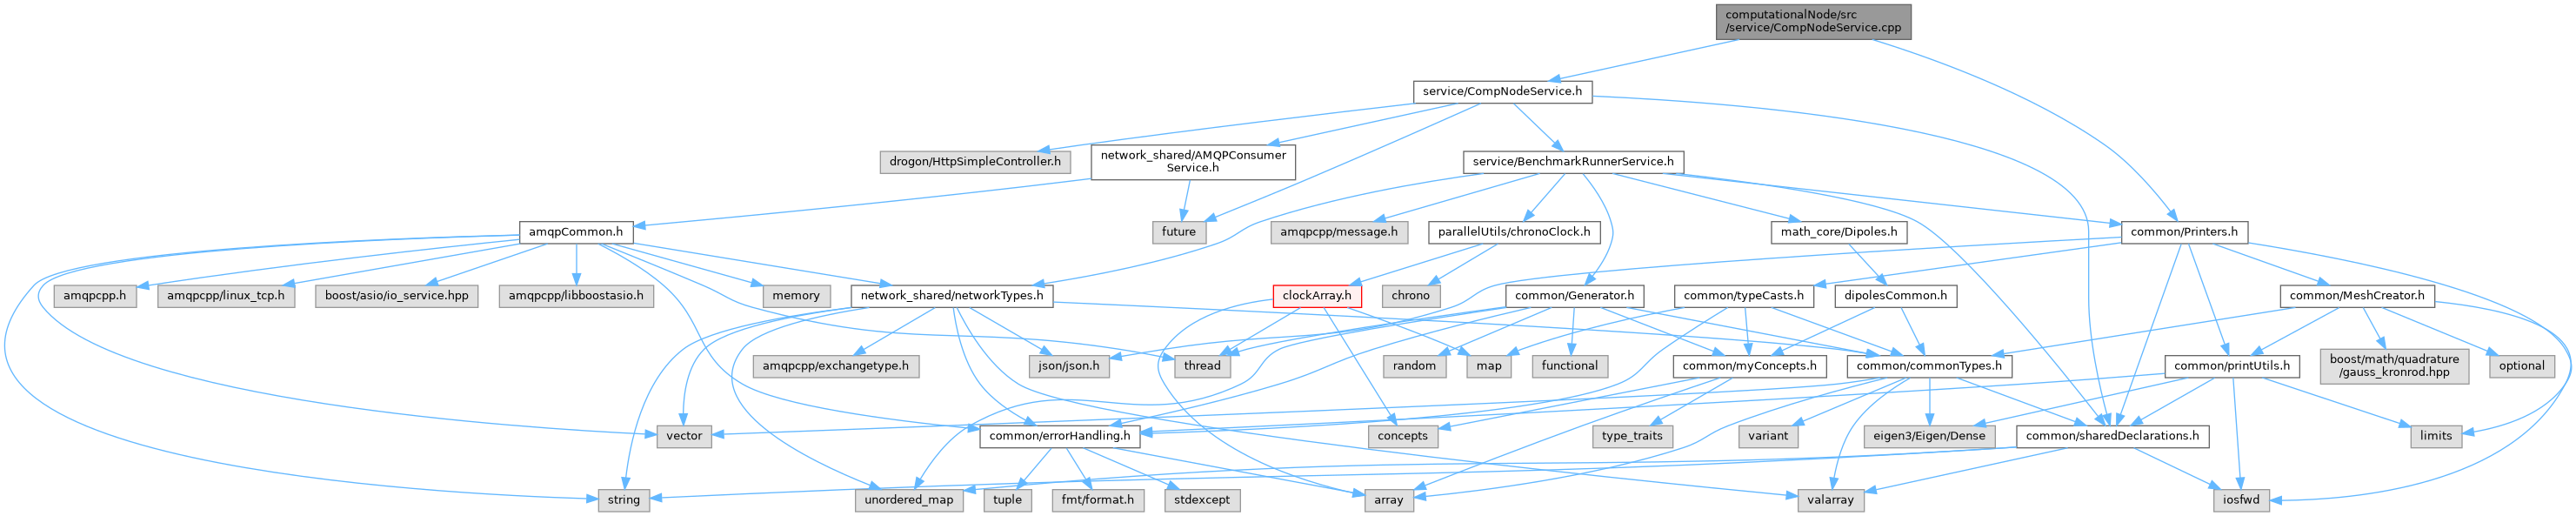 computationalNode/src
/service/CompNodeService.cpp
service/CompNodeService.h
drogon/HttpSimpleController.h
network_shared/AMQPConsumer
Service.h
service/BenchmarkRunnerService.h
amqpCommon.h
future
amqpcpp/message.h
parallelUtils/chronoClock.h
math_core/Dipoles.h
common/Printers.h
amqpcpp.h
amqpcpp/linux_tcp.h
boost/asio/io_service.hpp
amqpcpp/libboostasio.h
memory
network_shared/networkTypes.h
clockArray.h
chrono
common/Generator.h
common/typeCasts.h
dipolesCommon.h
common/MeshCreator.h
amqpcpp/exchangetype.h
json/json.h
thread
random
map
functional
common/myConcepts.h
common/commonTypes.h
common/printUtils.h
boost/math/quadrature
/gauss_kronrod.hpp
optional
vector
common/errorHandling.h
concepts
type_traits
variant
eigen3/Eigen/Dense
common/sharedDeclarations.h
limits
string
unordered_map
tuple
fmt/format.h
stdexcept
array
valarray
iosfwd